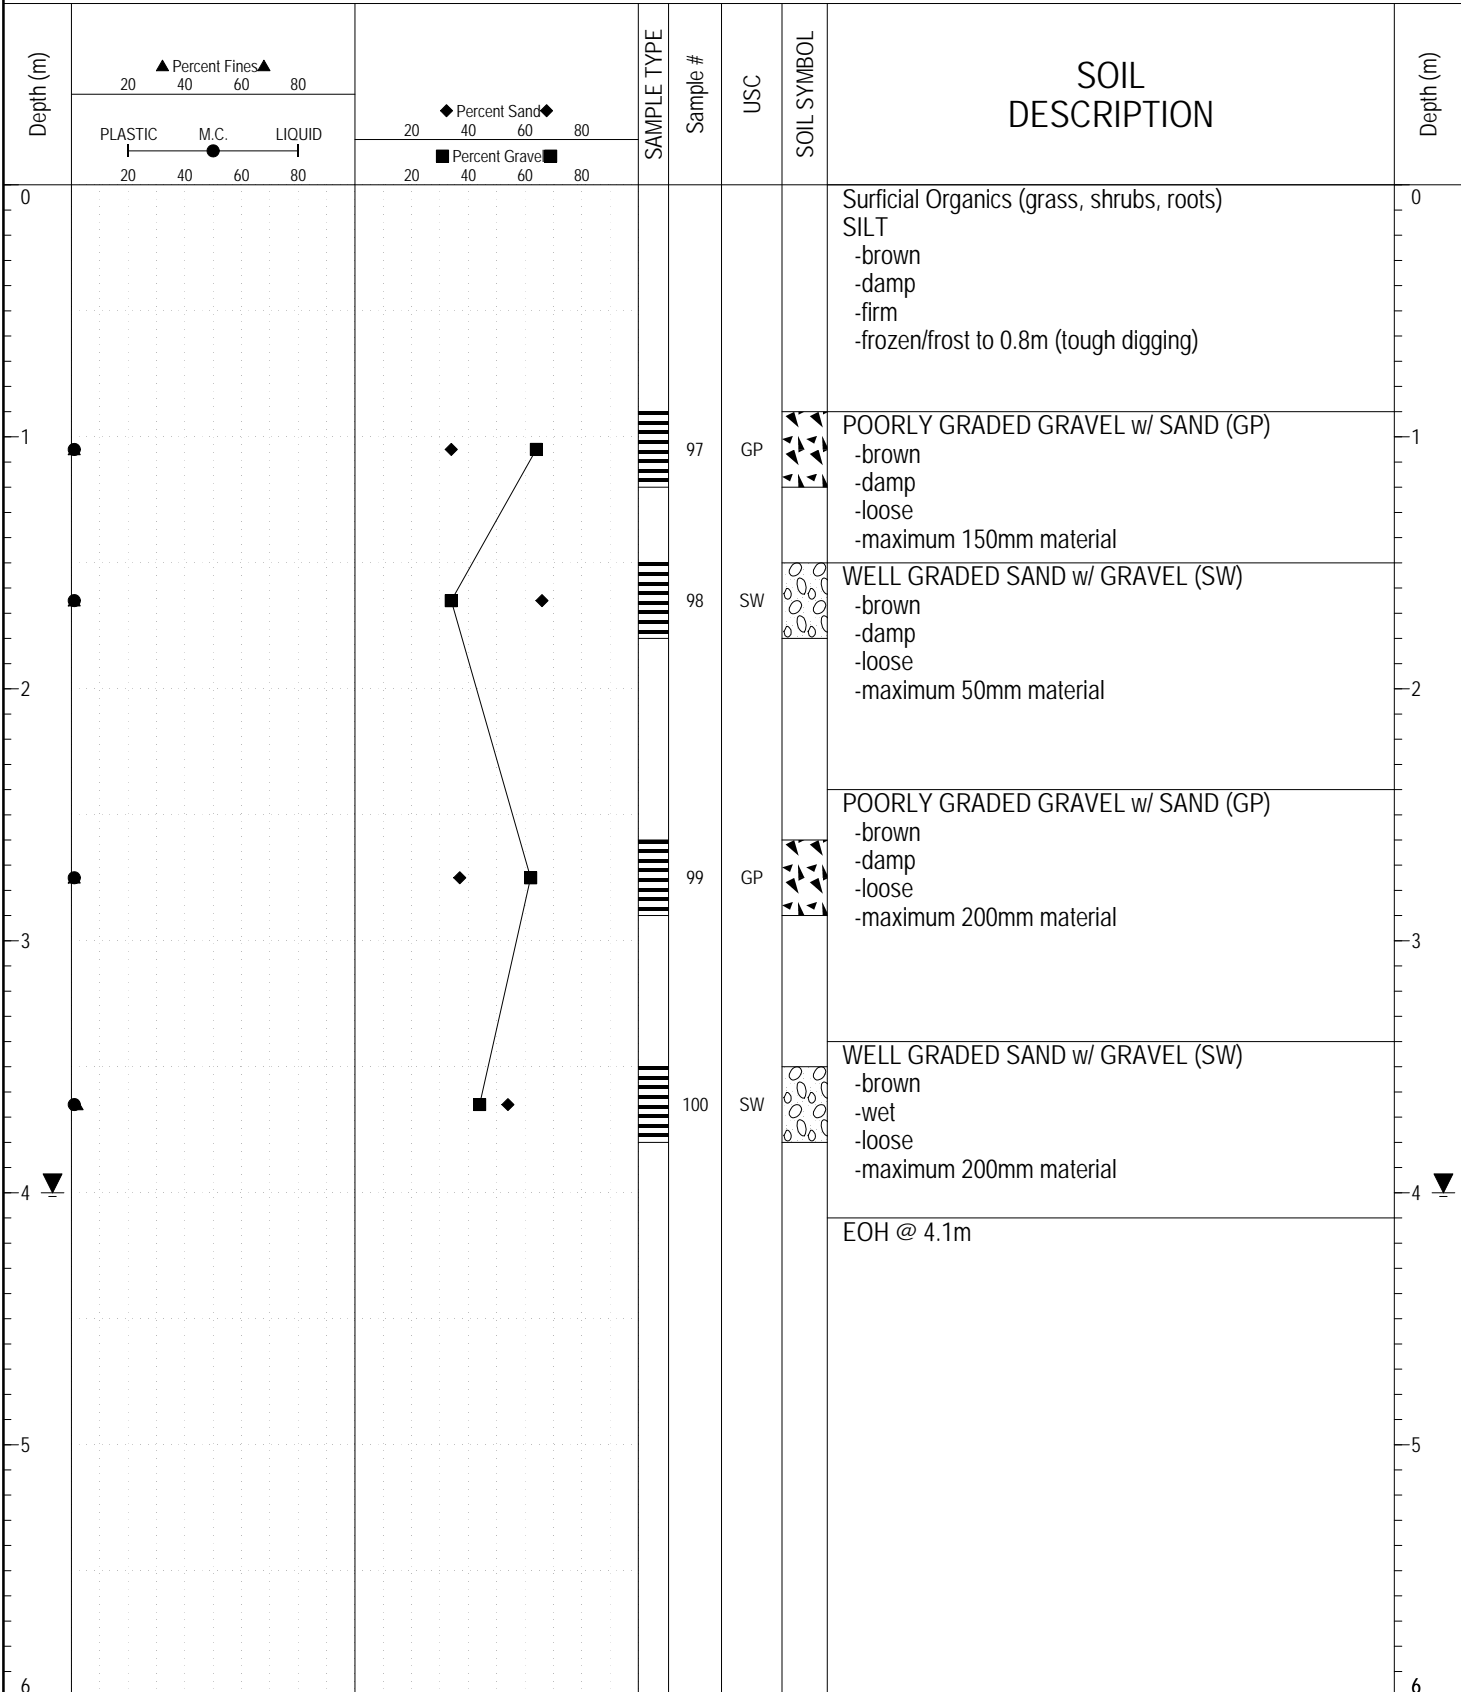 Depth (m)
▲ Percent Fines ▲
20 40 60 80
PLASTIC M.C. LIQUID
20 40 60 80
◆ Percent Sand ◆
20 40 60 80
■ Percent Gravel ■
20 40 60 80
SAMPLE TYPE
Sample #
USC
SOIL SYMBOL
SOIL
DESCRIPTION
Depth (m)
0
Surficial Organics (grass, shrubs, roots)
0
SILT
-brown
-damp
-firm
-frozen/frost to 0.8m (tough digging)
POORLY GRADED GRAVEL w/ SAND (GP)
1
97 GP
-brown
1
-damp
-loose
-maximum 150mm material
WELL GRADED SAND w/ GRAVEL (SW)
98 SW
-brown
-damp
-loose
2
-maximum 50mm material
2
POORLY GRADED GRAVEL w/ SAND (GP)
-brown
-damp
99 GP
-loose
-maximum 200mm material
3
3
WELL GRADED SAND w/ GRAVEL (SW)
-brown
100 SW
-wet
-loose
-maximum 200mm material
4
4
EOH @ 4.1m
5
5
6
6